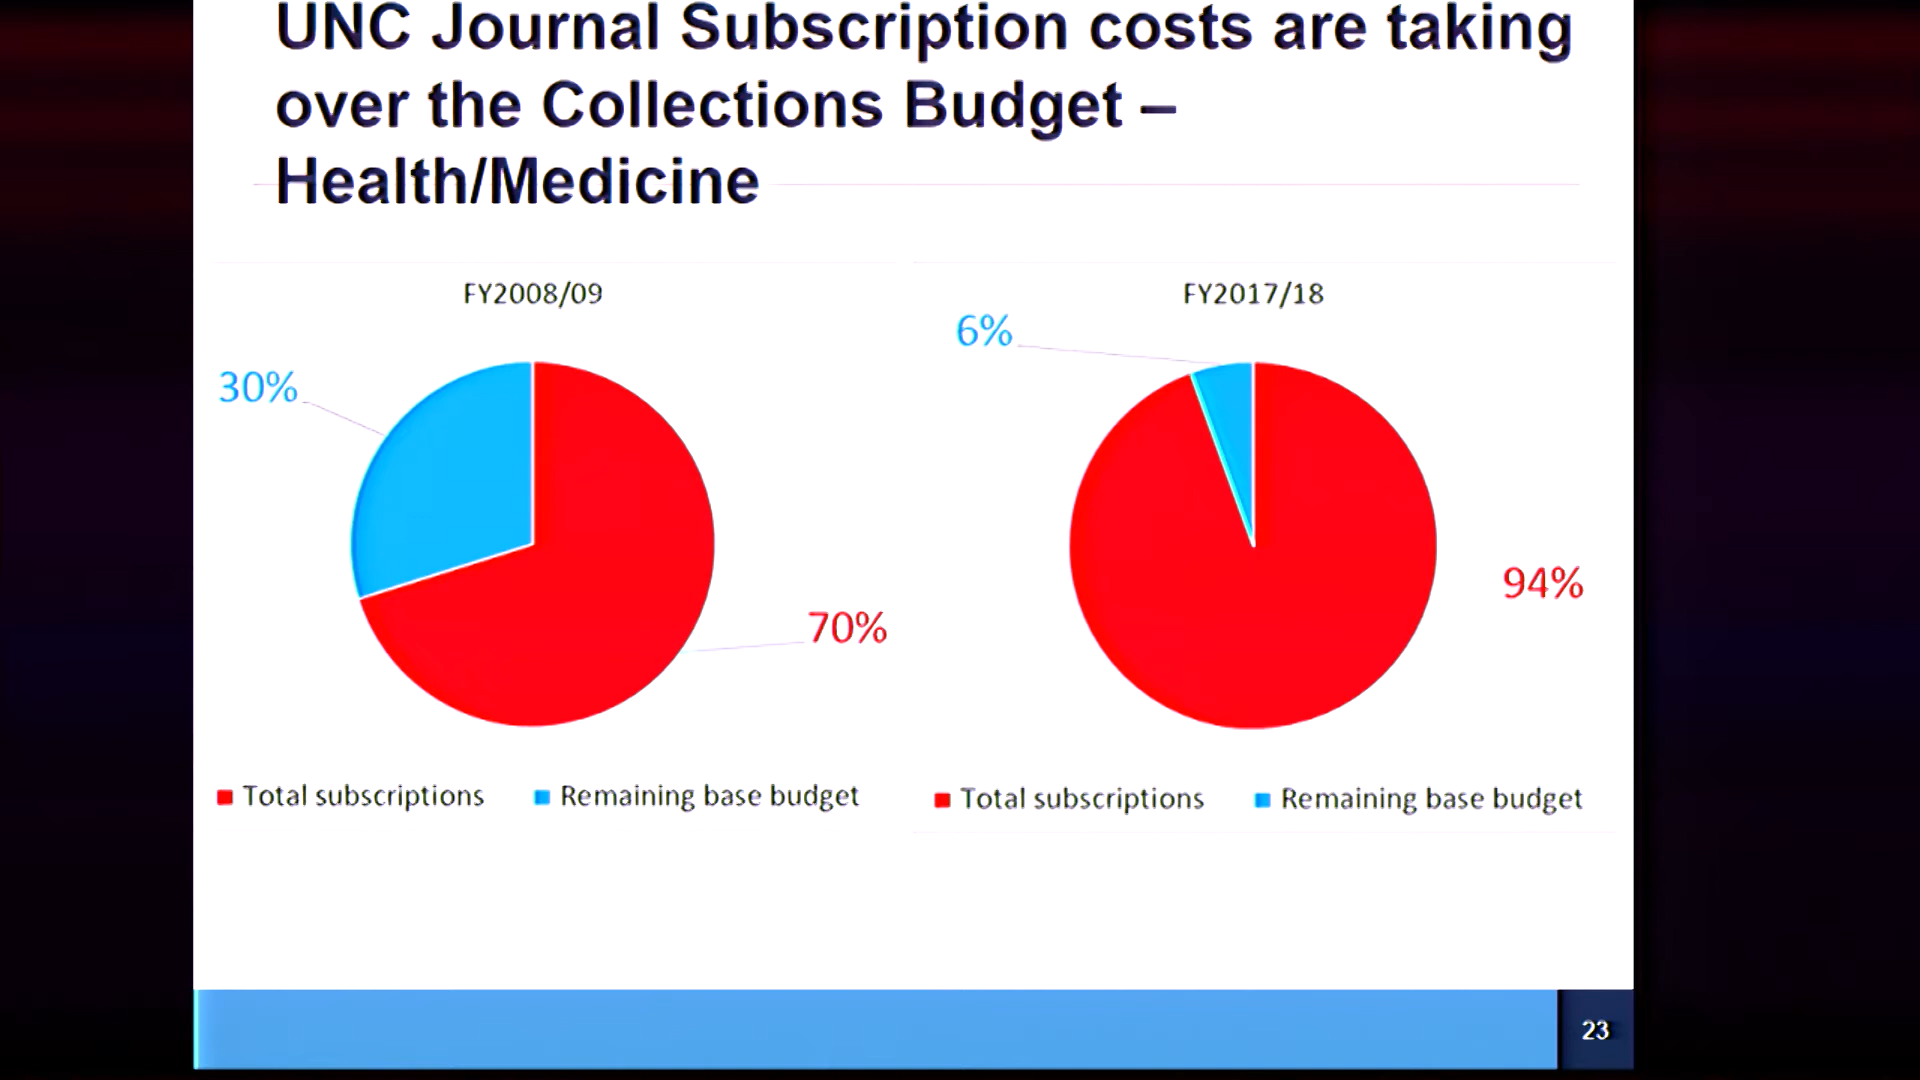 UNC Journal Subscription costs are taking
over the Collections Budget –
Health/Medicine
FY2008/09
30%
70%
Total subscriptions
Remaining base budget
FY2017/18
6%
94%
Total subscriptions
Remaining base budget
23